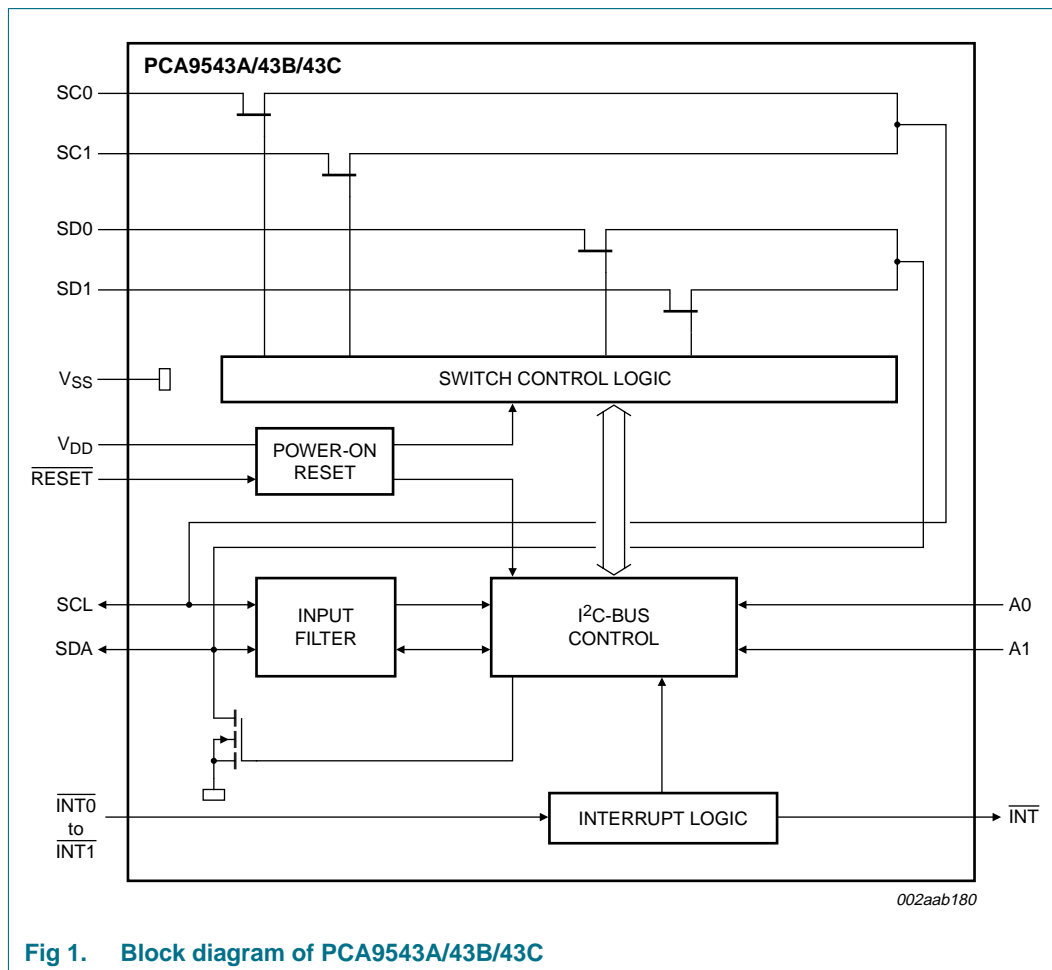 PCA9543A/43B/43C
SC0
SC1
SD0
SD1
SWITCH CONTROL LOGIC
VSS
VDD
POWER-ON
RESET
RESET
SCL
INPUT
FILTER
I2C-BUS
CONTROL
A0
SDA
A1
INT0
to
INT1
INTERRUPT LOGIC
INT
002aab180
Fig 1. Block diagram of PCA9543A/43B/43C